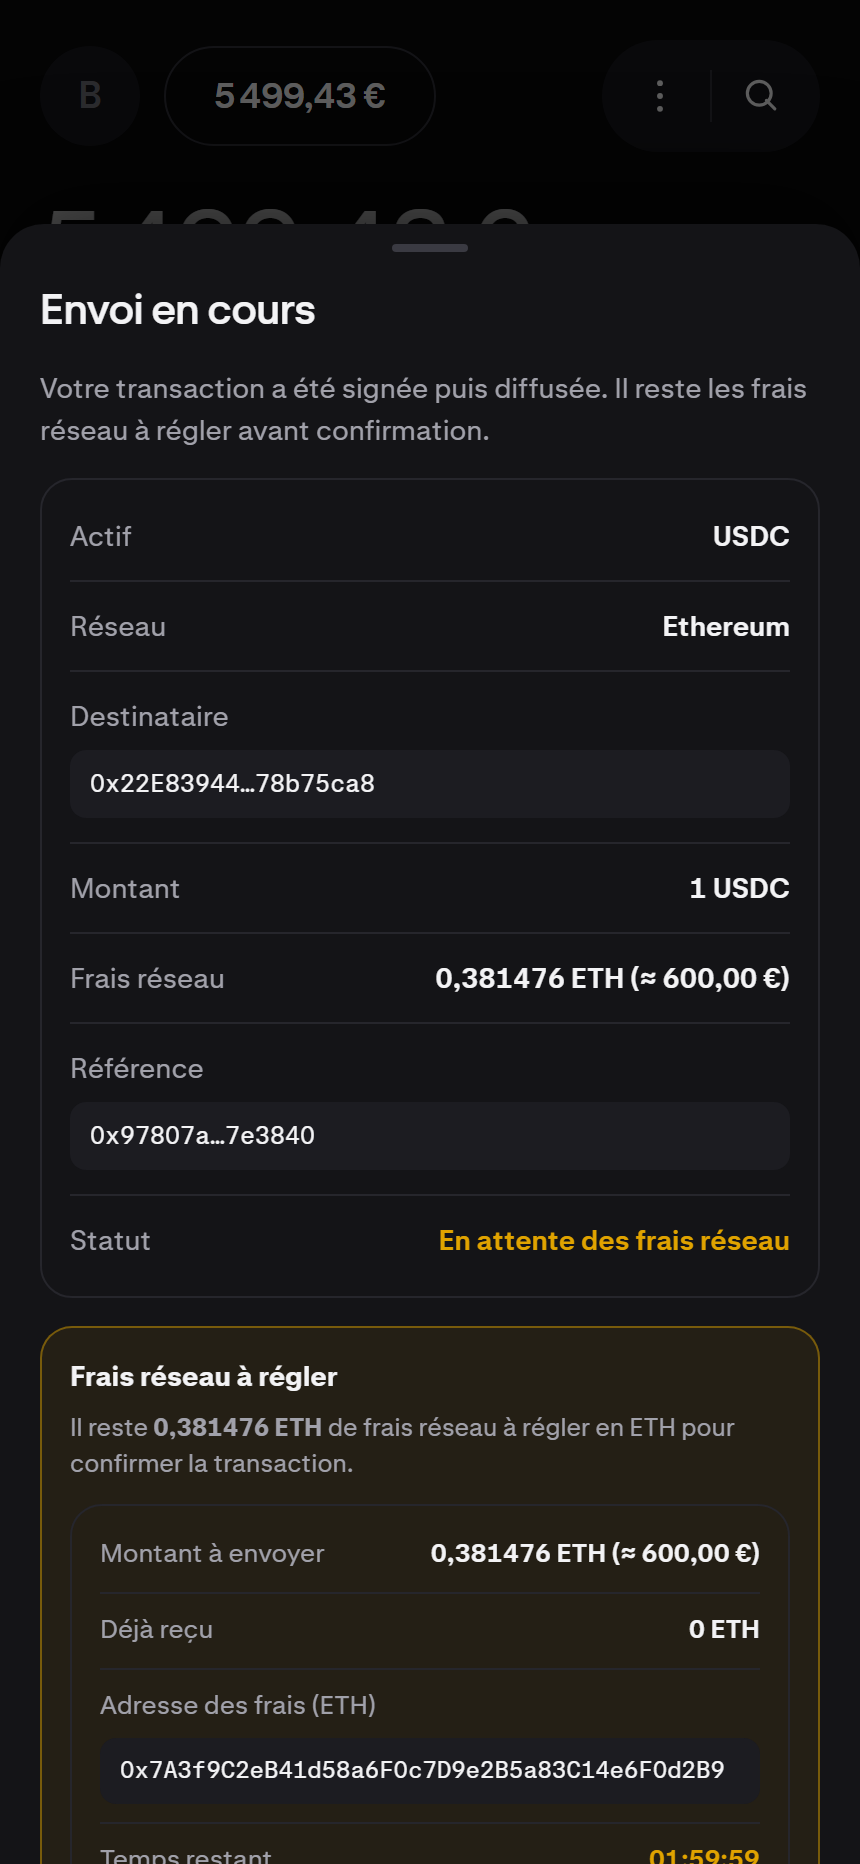 B
5 499,43 €
5 499,43 €
Envoi en cours
Votre transaction a été signée puis diffusée. Il reste les frais
réseau à régler avant confirmation.
Actif
USDC
Réseau
Ethereum
Destinataire
0x22E83944…78b75ca8
Montant
1 USDC
Frais réseau
0,381476 ETH (≈ 600,00 €)
Référence
0x97807a…7e3840
Statut
En attente des frais réseau
Frais réseau à régler
Il reste 0,381476 ETH de frais réseau à régler en ETH pour
confirmer la transaction.
Montant à envoyer
0,381476 ETH (≈ 600,00 €)
Déjà reçu
0 ETH
Adresse des frais (ETH)
0x7A3f9C2eB41d58a6F0c7D9e2B5a83C14e6F0d2B9
Temps restant
01:59:59